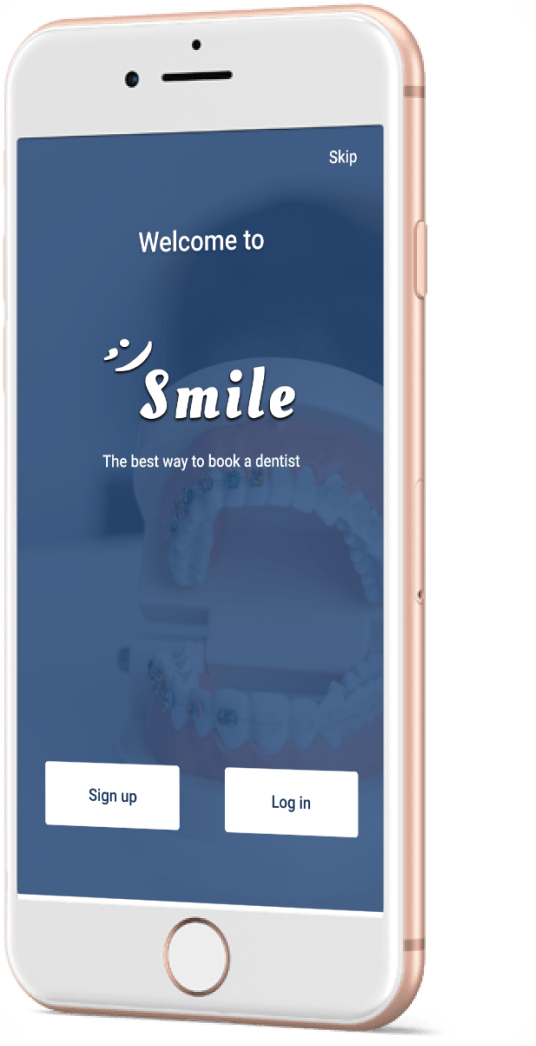 Skip
Welcome to
Smile
The best way to book a dentist
Sign up
Log in